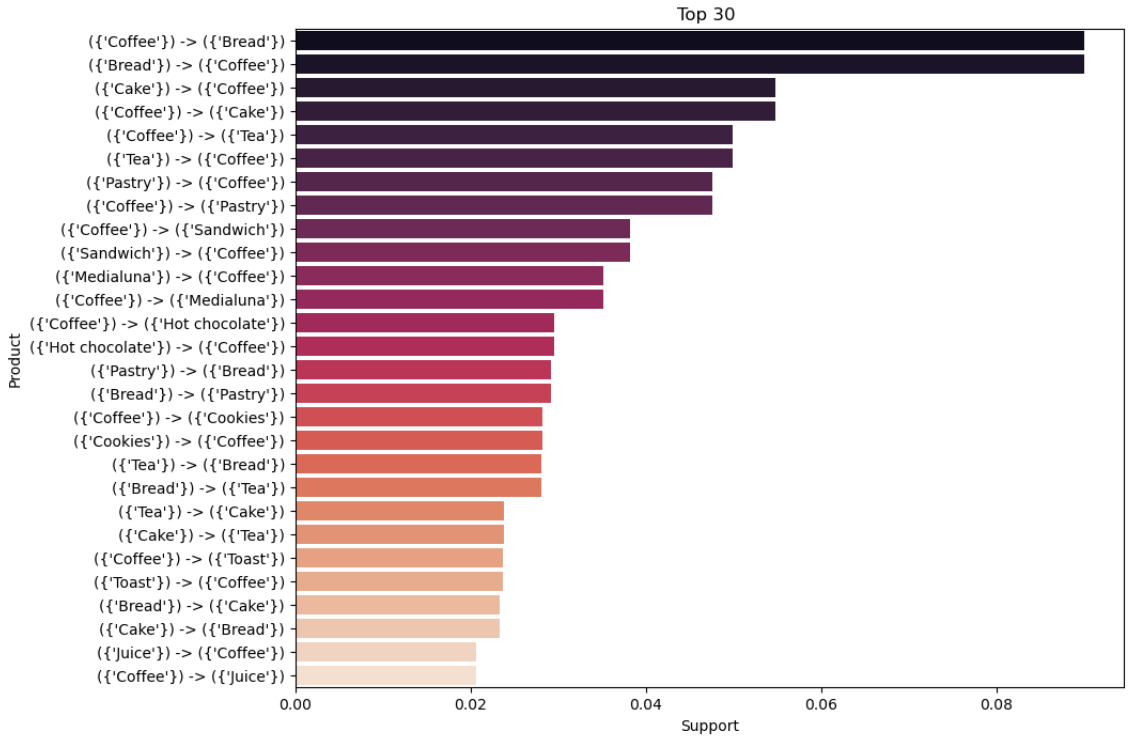 Top 30
({'Coffee'}) -> ({'Bread'})
({'Bread'}) -> ({'Coffee'})
({'Cake'}) -> ({'Coffee'})
({'Coffee'}) -> ({'Cake'})
({'Coffee'}) -> ({'Tea'})
({'Tea'}) -> ({'Coffee'})
({'Pastry'}) -> ({'Coffee'})
({'Coffee'}) -> ({'Pastry'})
({'Coffee'}) -> ({'Sandwich'})
({'Sandwich'}) -> ({'Coffee'})
({'Medialuna'}) -> ({'Coffee'})
({'Coffee'}) -> ({'Medialuna'})
({'Coffee'}) -> ({'Hot chocolate'})
({'Hot chocolate'}) -> ({'Coffee'})
({'Pastry'}) -> ({'Bread'})
({'Bread'}) -> ({'Pastry'})
({'Coffee'}) -> ({'Cookies'})
({'Cookies'}) -> ({'Coffee'})
({'Tea'}) -> ({'Bread'})
({'Bread'}) -> ({'Tea'})
({'Tea'}) -> ({'Cake'})
({'Cake'}) -> ({'Tea'})
({'Coffee'}) -> ({'Toast'})
({'Toast'}) -> ({'Coffee'})
({'Bread'}) -> ({'Cake'})
({'Cake'}) -> ({'Bread'})
({'Juice'}) -> ({'Coffee'})
({'Coffee'}) -> ({'Juice'})
Product
0.00 0.02 0.04 0.06 0.08
Support